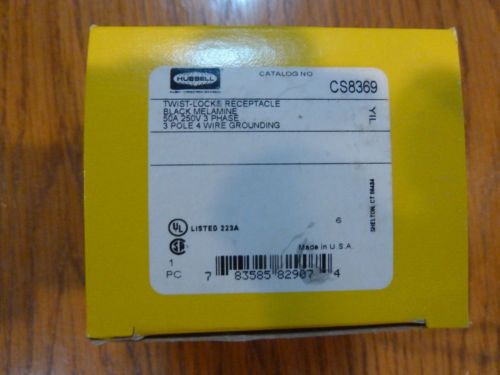 HUBBELL
CATALOG NO
CS8369
TWIST-LOCK® RECEPTACLE
BLACK MELAMINE
50A 250V 3 PHASE
3 POLE 4 WIRE GROUNDING
YIL
SHELTON, CT 06484
UL LISTED 223A
6
Made in U.S.A.
1
PC
7 83585 82907 4